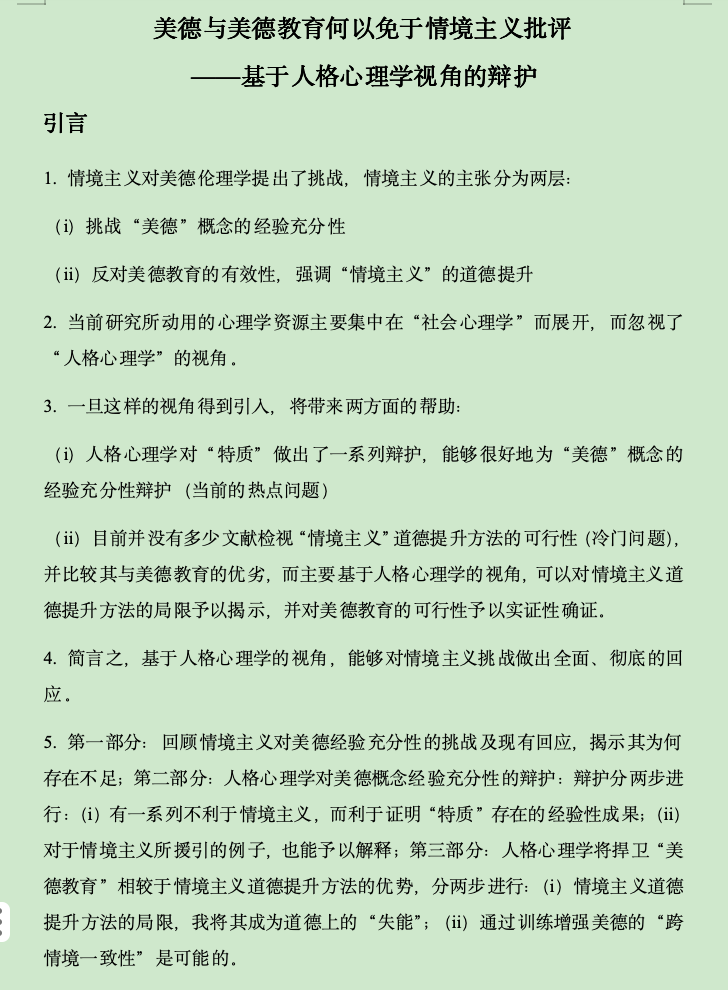 美德与美德教育何以免于情境主义批评
——基于人格心理学视角的辩护
引言
1. 情境主义对美德伦理学提出了挑战，情境主义的主张分为两层：
（i）挑战“美德”概念的经验充分性
（ii）反对美德教育的有效性，强调“情境主义”的道德提升
2. 当前研究所动用的心理学资源主要集中在“社会心理学”而展开，而忽视了
“人格心理学”的视角。
3. 一旦这样的视角得到引入，将带来两方面的帮助：
（i）人格心理学对“特质”做出了一系列辩护，能够很好地为“美德”概念的
经验充分性辩护（当前的热点问题）
（ii）目前并没有多少文献检视“情境主义”道德提升方法的可行性（冷门问题），
并比较其与美德教育的优劣，而主要基于人格心理学的视角，可以对情境主义道
德提升方法的局限予以揭示，并对美德教育的可行性予以实证性确证。
4. 简言之，基于人格心理学的视角，能够对情境主义挑战做出全面、彻底的回
应。
5. 第一部分：回顾情境主义对美德经验充分性的挑战及现有回应，揭示其为何
存在不足；第二部分：人格心理学对美德概念经验充分性的辩护：辩护分两步进
行：（i）有一系列不利于情境主义，而利于证明“特质”存在的经验性成果；（ii）
对于情境主义所援引的例子，也能予以解释；第三部分：人格心理学将捍卫“美
德教育”相较于情境主义道德提升方法的优势，分两步进行：（i）情境主义道德
提升方法的局限，我将其成为道德上的“失能”；（ii）通过训练增强美德的“跨
情境一致性”是可能的。